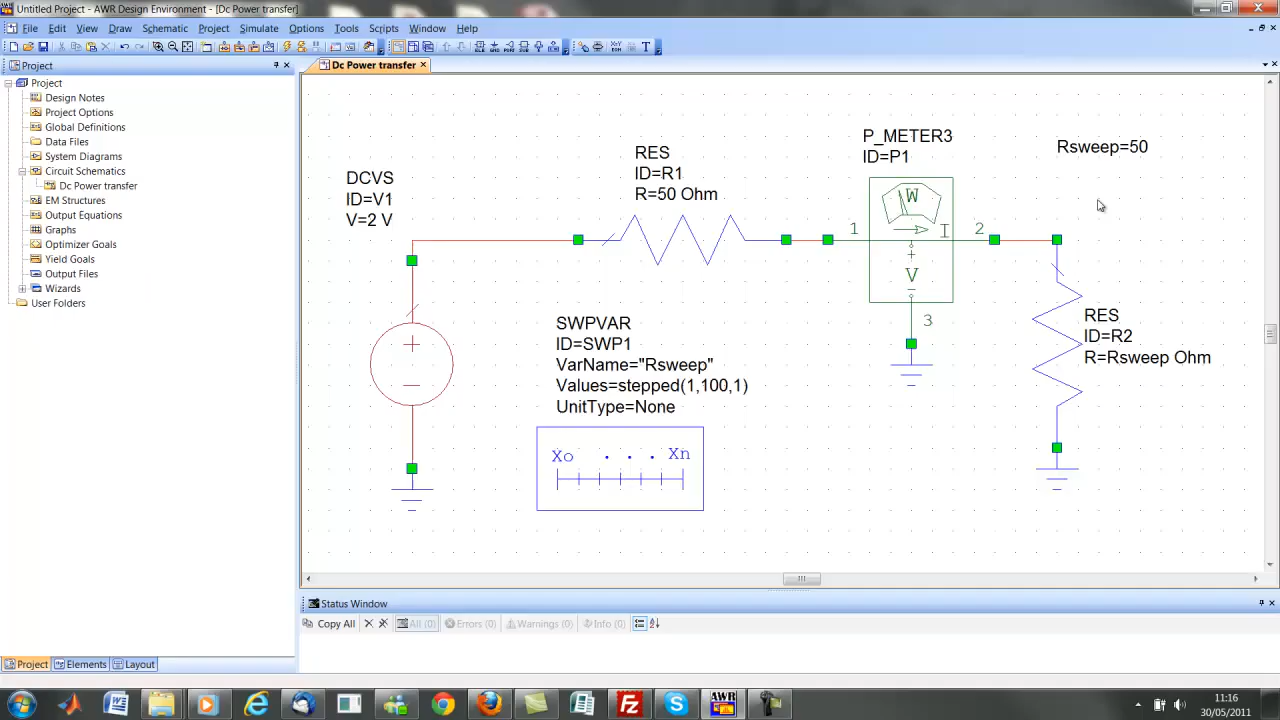 Untitled Project - AWR Design Environment - [Dc Power transfer]
File Edit View Draw Schematic Project Simulate Options Tools Scripts Window Help
Project
Dc Power transfer
Project
Design Notes
Project Options
Global Definitions
Data Files
System Diagrams
Circuit Schematics
Dc Power transfer
EM Structures
Output Equations
Graphs
Optimizer Goals
Yield Goals
Output Files
Wizards
User Folders
DCVS
ID=V1
V=2 V
RES
ID=R1
R=50 Ohm
P_METER3
ID=P1
W
1
I
2
+
V
3
Rsweep=50
RES
ID=R2
R=Rsweep Ohm
SWPVAR
ID=SWP1
VarName="Rsweep"
Values=stepped(1,100,1)
UnitType=None
Xo . . . Xn
Status Window
Copy All All (0) Errors (0) Warnings (0) Info (0)
Project Elements Layout
11:16
30/05/2011